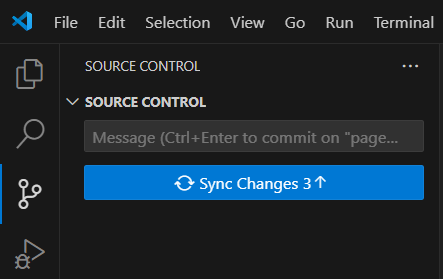 File Edit Selection View Go Run Terminal
SOURCE CONTROL
SOURCE CONTROL
Message (Ctrl+Enter to commit on "page...
Sync Changes 3↑